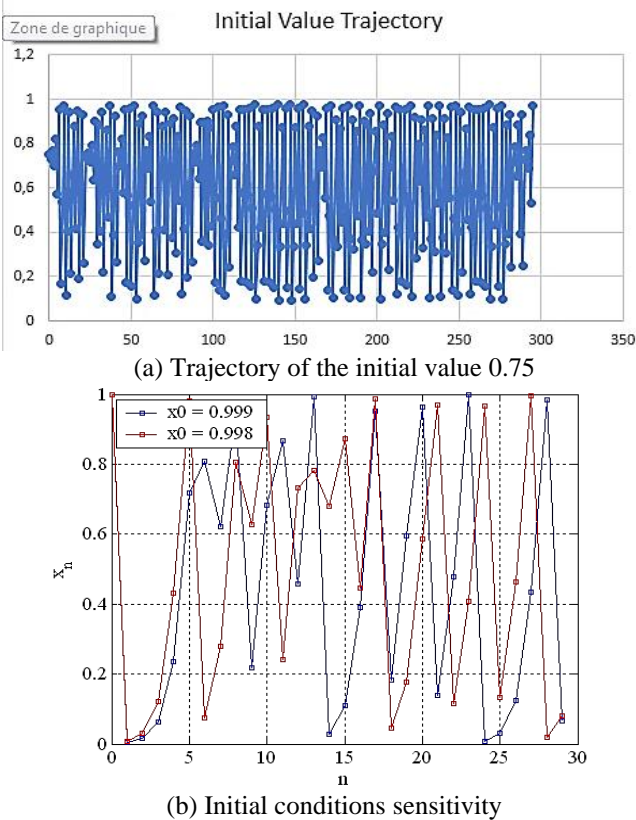 Initial Value Trajectory
Zone de graphique
1,2
1
0,8
0,6
0,4
0,2
0
0 50 100 150 200 250 300 350
(a) Trajectory of the initial value 0.75
x0 = 0.999
x0 = 0.998
1
0.8
0.6
0.4
0.2
0
xn
0 5 10 15 20 25 30
n
(b) Initial conditions sensitivity